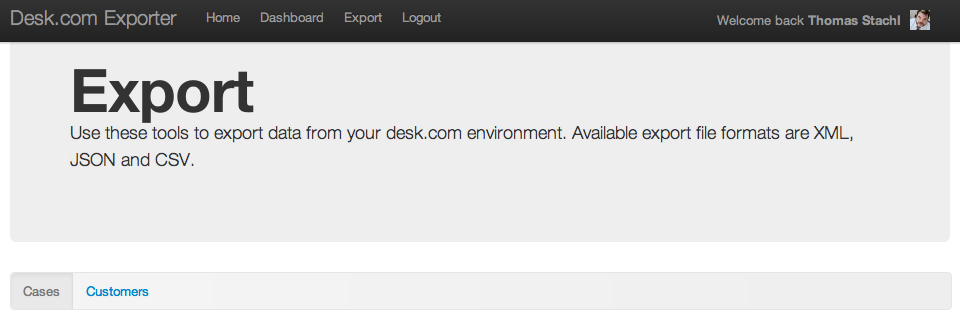 Desk.com Exporter Home Dashboard Export Logout Welcome back Thomas Stachl
Export
Use these tools to export data from your desk.com environment. Available export file formats are XML,
JSON and CSV.
Cases Customers